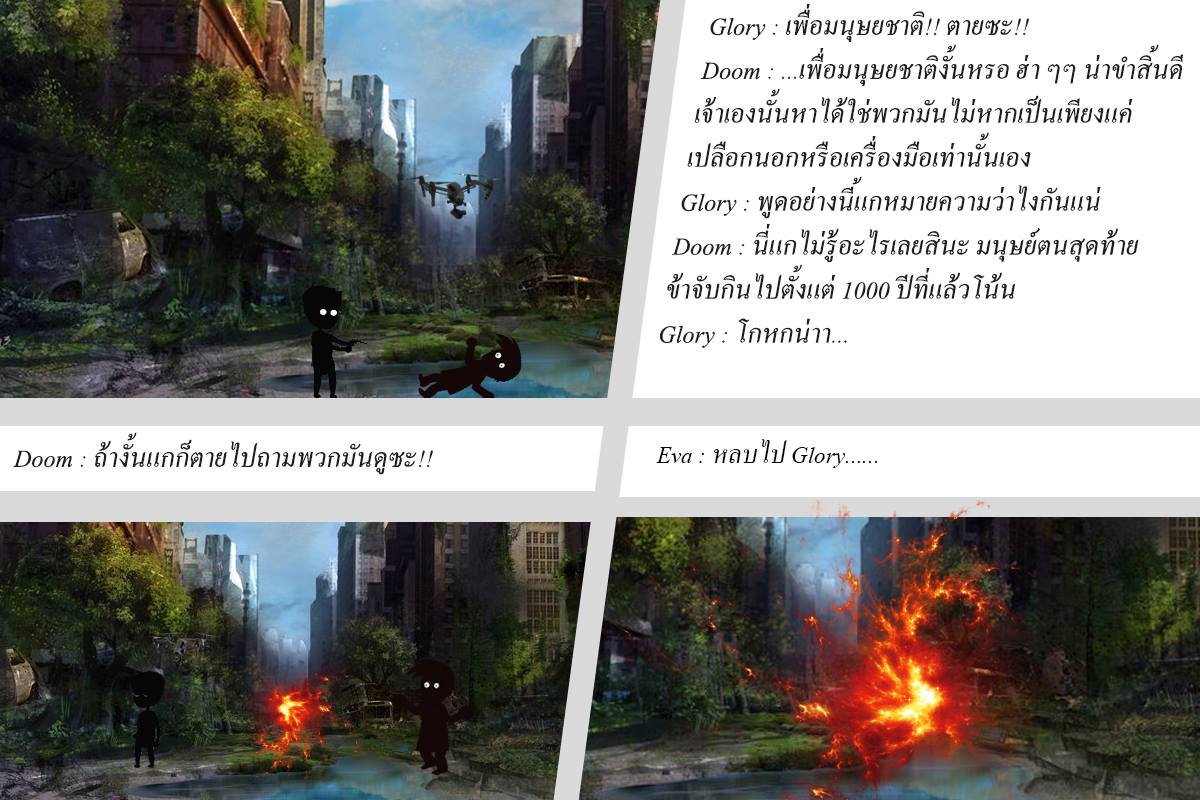 Glory : เพื่อมนุษยชาติ!! ตายซะ!!
Doom : ...เพื่อมนุษยชาติงั้นหรอ ฮ่า ๆๆ น่าขำสิ้นดี
เจ้าเองนั้นหาได้ใช่พวกมันไม่หากเป็นเพียงแค่
เปลือกนอกหรือเครื่องมือเท่านั้นเอง
Glory : พูดอย่างนี้แกหมายความว่าไงกันแน่
Doom : นี่แกไม่รู้อะไรเลยสินะ มนุษย์ตนสุดท้าย
ข้าจับกินไปตั้งแต่ 1000 ปีที่แล้วโน้น
Glory : โกหกน่าา...
Doom : ถ้างั้นแกก็ตายไปถามพวกมันดูซะ!!
Eva : หลบไป Glory......